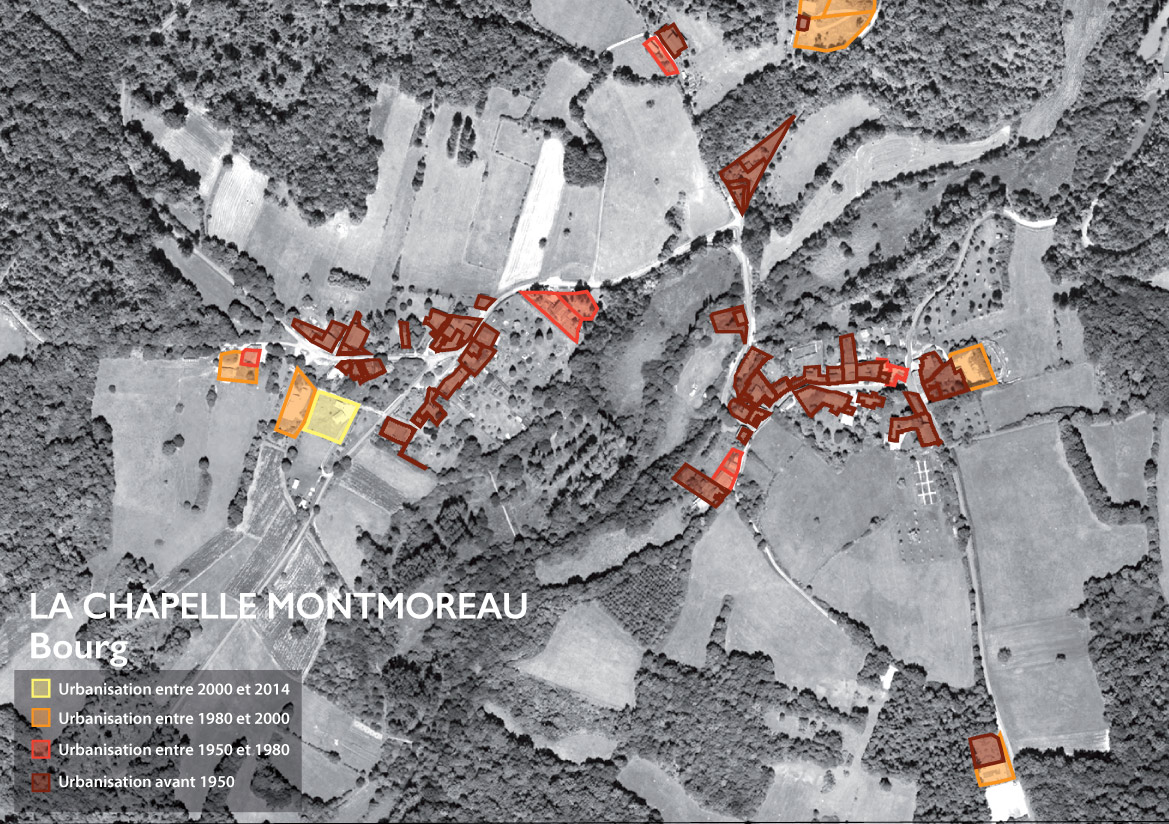 LA CHAPELLE MONTMOREAU
Bourg
Urbanisation entre 2000 et 2014
Urbanisation entre 1980 et 2000
Urbanisation entre 1950 et 1980
Urbanisation avant 1950